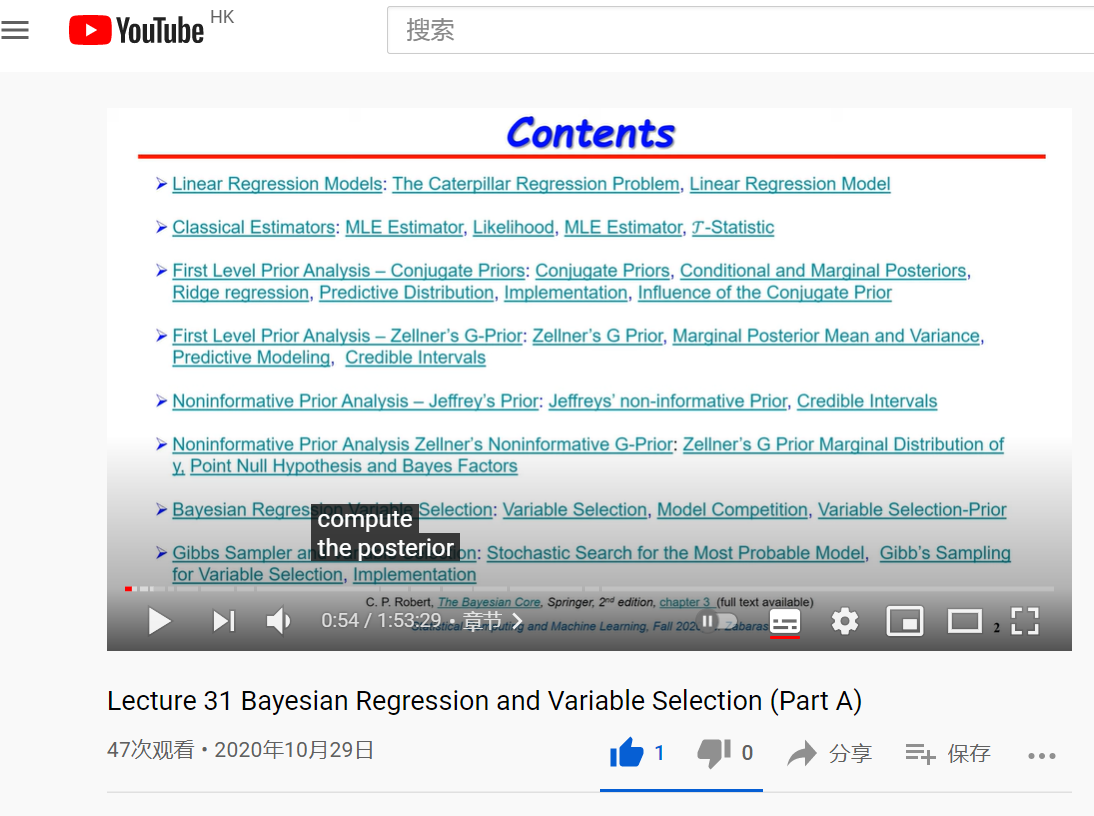 YouTube HK
搜索
Contents
Linear Regression Models: The Caterpillar Regression Problem, Linear Regression Model
Classical Estimators: MLE Estimator, Likelihood, MLE Estimator, 𝒯-Statistic
First Level Prior Analysis – Conjugate Priors: Conjugate Priors, Conditional and Marginal Posteriors,
Ridge regression, Predictive Distribution, Implementation, Influence of the Conjugate Prior
First Level Prior Analysis – Zellner's G-Prior: Zellner's G Prior, Marginal Posterior Mean and Variance,
Predictive Modeling, Credible Intervals
Noninformative Prior Analysis – Jeffrey's Prior: Jeffreys' non-informative Prior, Credible Intervals
Noninformative Prior Analysis Zellner's Noninformative G-Prior: Zellner's G Prior Marginal Distribution of
y, Point Null Hypothesis and Bayes Factors
Bayesian Regression Variable Selection: Variable Selection, Model Competition, Variable Selection-Prior
compute
the posterior
Gibbs Sampler and : Stochastic Search for the Most Probable Model, Gibb's Sampling
for Variable Selection, Implementation
C. P. Robert, The Bayesian Core, Springer, 2nd edition, chapter 3 (full text available)
0:54 / 1:53:29 • 章节
Statistical Computing and Machine Learning, Fall 2020, Zabaras
2
Lecture 31 Bayesian Regression and Variable Selection (Part A)
47次观看 • 2020年10月29日
1 0 分享 保存